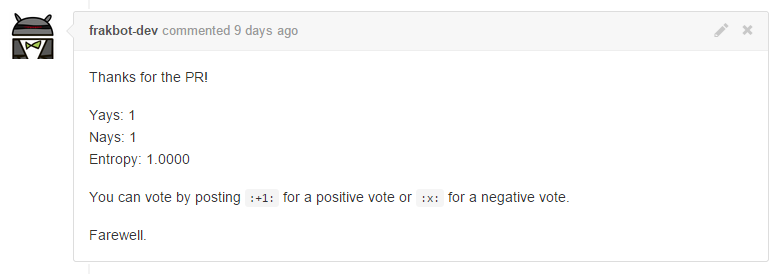 frakbot-dev commented 9 days ago
Thanks for the PR!
Yays: 1
Nays: 1
Entropy: 1.0000
You can vote by posting :+1: for a positive vote or :x: for a negative vote.
Farewell.